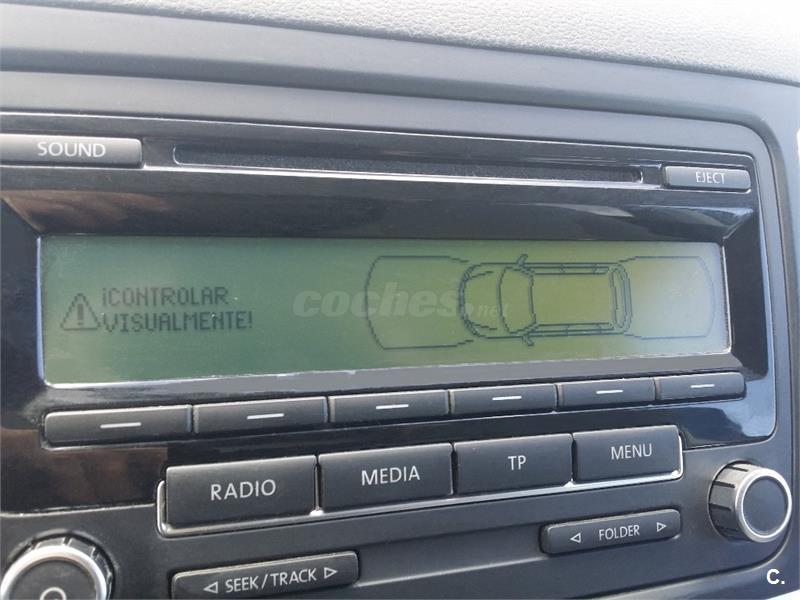 SOUND
EJECT
¡CONTROLAR
VISUALMENTE!
coches.net
RADIO
MEDIA
TP
MENU
FOLDER
SEEK/TRACK
C.